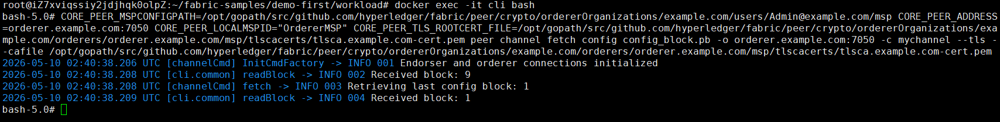 root@iZ7xviqssiy2jdjhqk0olpZ:~/fabric-samples/demo-first/workload# docker exec -it cli bash
bash-5.0# CORE_PEER_MSPCONFIGPATH=/opt/gopath/src/github.com/hyperledger/fabric/peer/crypto/ordererOrganizations/example.com/users/Admin@example.com/msp CORE_PEER_ADDRESS
=orderer.example.com:7050 CORE_PEER_LOCALMSPID="OrdererMSP" CORE_PEER_TLS_ROOTCERT_FILE=/opt/gopath/src/github.com/hyperledger/fabric/peer/crypto/ordererOrganizations/exa
mple.com/orderers/orderer.example.com/msp/tlscacerts/tlsca.example.com-cert.pem peer channel fetch config config_block.pb -o orderer.example.com:7050 -c mychannel --tls -
-cafile /opt/gopath/src/github.com/hyperledger/fabric/peer/crypto/ordererOrganizations/example.com/orderers/orderer.example.com/msp/tlscacerts/tlsca.example.com-cert.pem
2026-05-10 02:40:38.206 UTC [channelCmd] InitCmdFactory -> INFO 001 Endorser and orderer connections initialized
2026-05-10 02:40:38.208 UTC [cli.common] readBlock -> INFO 002 Received block: 9
2026-05-10 02:40:38.208 UTC [channelCmd] fetch -> INFO 003 Retrieving last config block: 1
2026-05-10 02:40:38.209 UTC [cli.common] readBlock -> INFO 004 Received block: 1
bash-5.0#